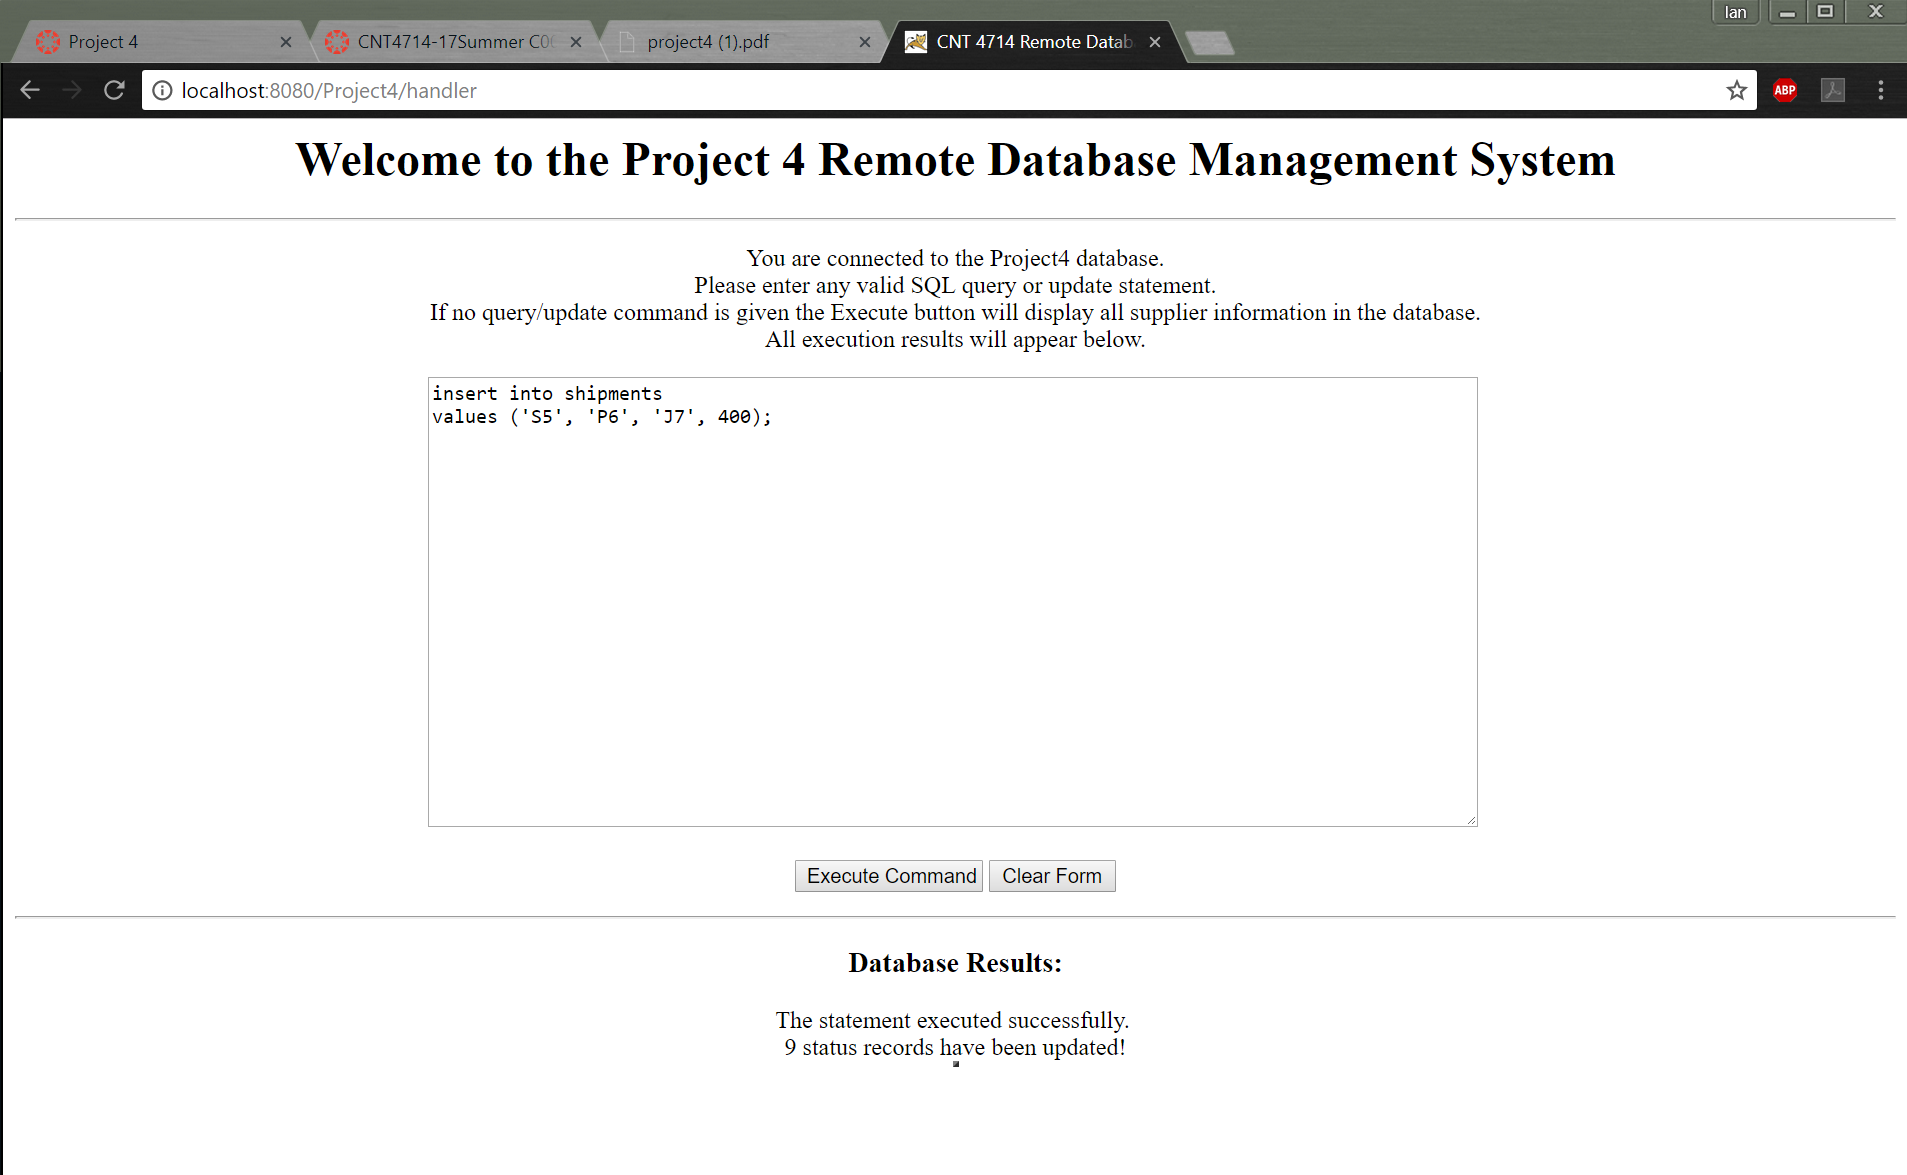 Ian
Project 4
CNT4714-17Summer C00
project4 (1).pdf
CNT 4714 Remote Datab
localhost:8080/Project4/handler
ABP
Welcome to the Project 4 Remote Database Management System
You are connected to the Project4 database.
Please enter any valid SQL query or update statement.
If no query/update command is given the Execute button will display all supplier information in the database.
All execution results will appear below.
insert into shipments
values ('S5', 'P6', 'J7', 400);
Execute Command
Clear Form
Database Results:
The statement executed successfully.
9 status records have been updated!